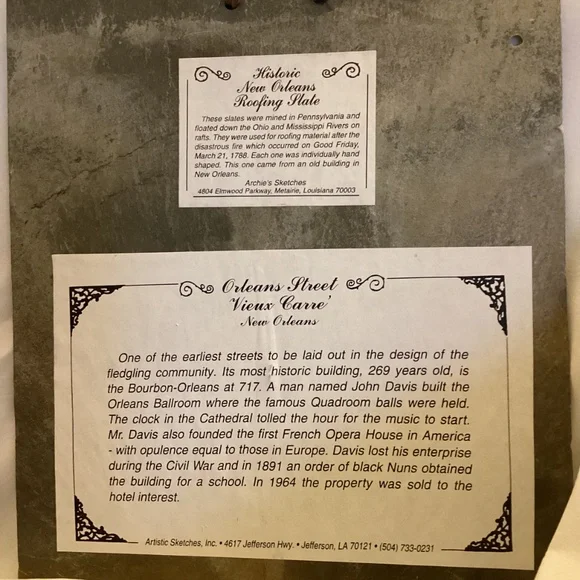 Historic
New Orleans
Roofing Slate
These slates were mined in Pennsylvania and
floated down the Ohio and Mississippi Rivers on
rafts. They were used for roofing material after the
disastrous fire which occurred on Good Friday,
March 21, 1788. Each one was individually hand
shaped. This one came from an old building in
New Orleans.
Archie's Sketches
4804 Elmwood Parkway, Metairie, Louisiana 70003
Orleans Street
'Vieux Carre'
New Orleans
One of the earliest streets to be laid out in the design of the
fledgling community. Its most historic building, 269 years old, is
the Bourbon-Orleans at 717. A man named John Davis built the
Orleans Ballroom where the famous Quadroom balls were held.
The clock in the Cathedral tolled the hour for the music to start.
Mr. Davis also founded the first French Opera House in America
- with opulence equal to those in Europe. Davis lost his enterprise
during the Civil War and in 1891 an order of black Nuns obtained
the building for a school. In 1964 the property was sold to the
hotel interest.
Artistic Sketches, Inc. • 4617 Jefferson Hwy. • Jefferson, LA 70121 • (504) 733-0231